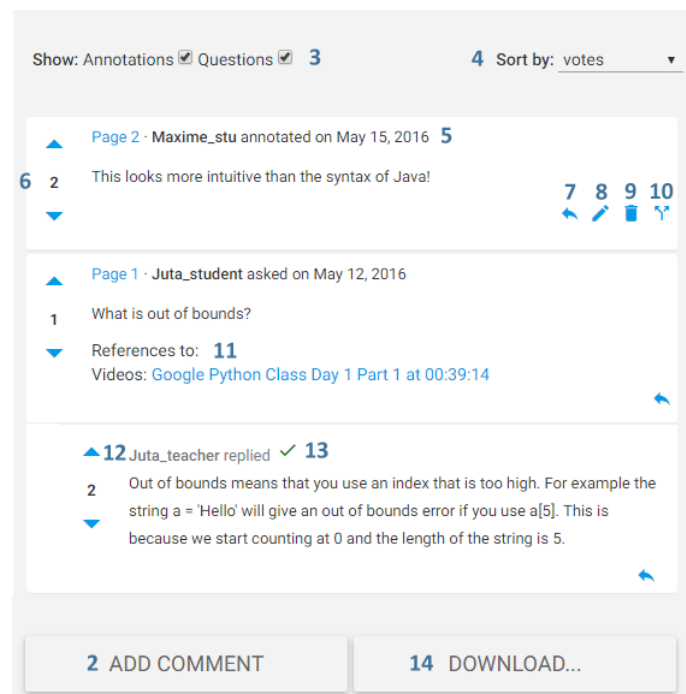 Show: Annotations Questions 3 4 Sort by: votes
Page 2 · Maxime_stu annotated on May 15, 2016 5
6 2 This looks more intuitive than the syntax of Java!
7 8 9 10
Page 1 · Juta_student asked on May 12, 2016
1 What is out of bounds?
References to: 11
Videos: Google Python Class Day 1 Part 1 at 00:39:14
12 Juta_teacher replied 13
2 Out of bounds means that you use an index that is too high. For example the
string a = 'Hello' will give an out of bounds error if you use a[5]. This is
because we start counting at 0 and the length of the string is 5.
2 ADD COMMENT 14 DOWNLOAD...